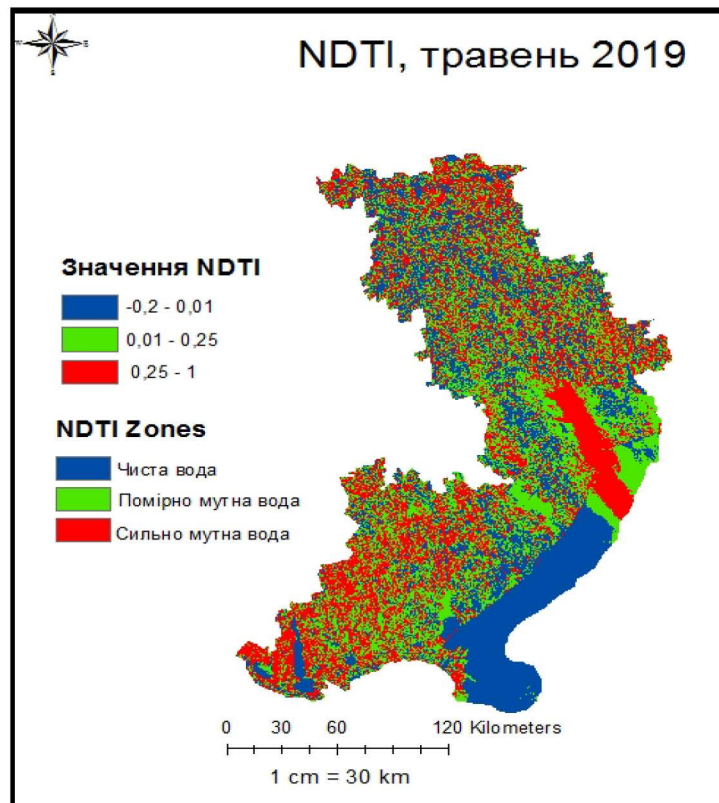 NDTI, травень 2019
Значення NDTI
-0,2 - 0,01
0,01 - 0,25
0,25 - 1
NDTI Zones
Чиста вода
Помірно мутна вода
Сильно мутна вода
0 30 60 120 Kilometers
1 cm = 30 km